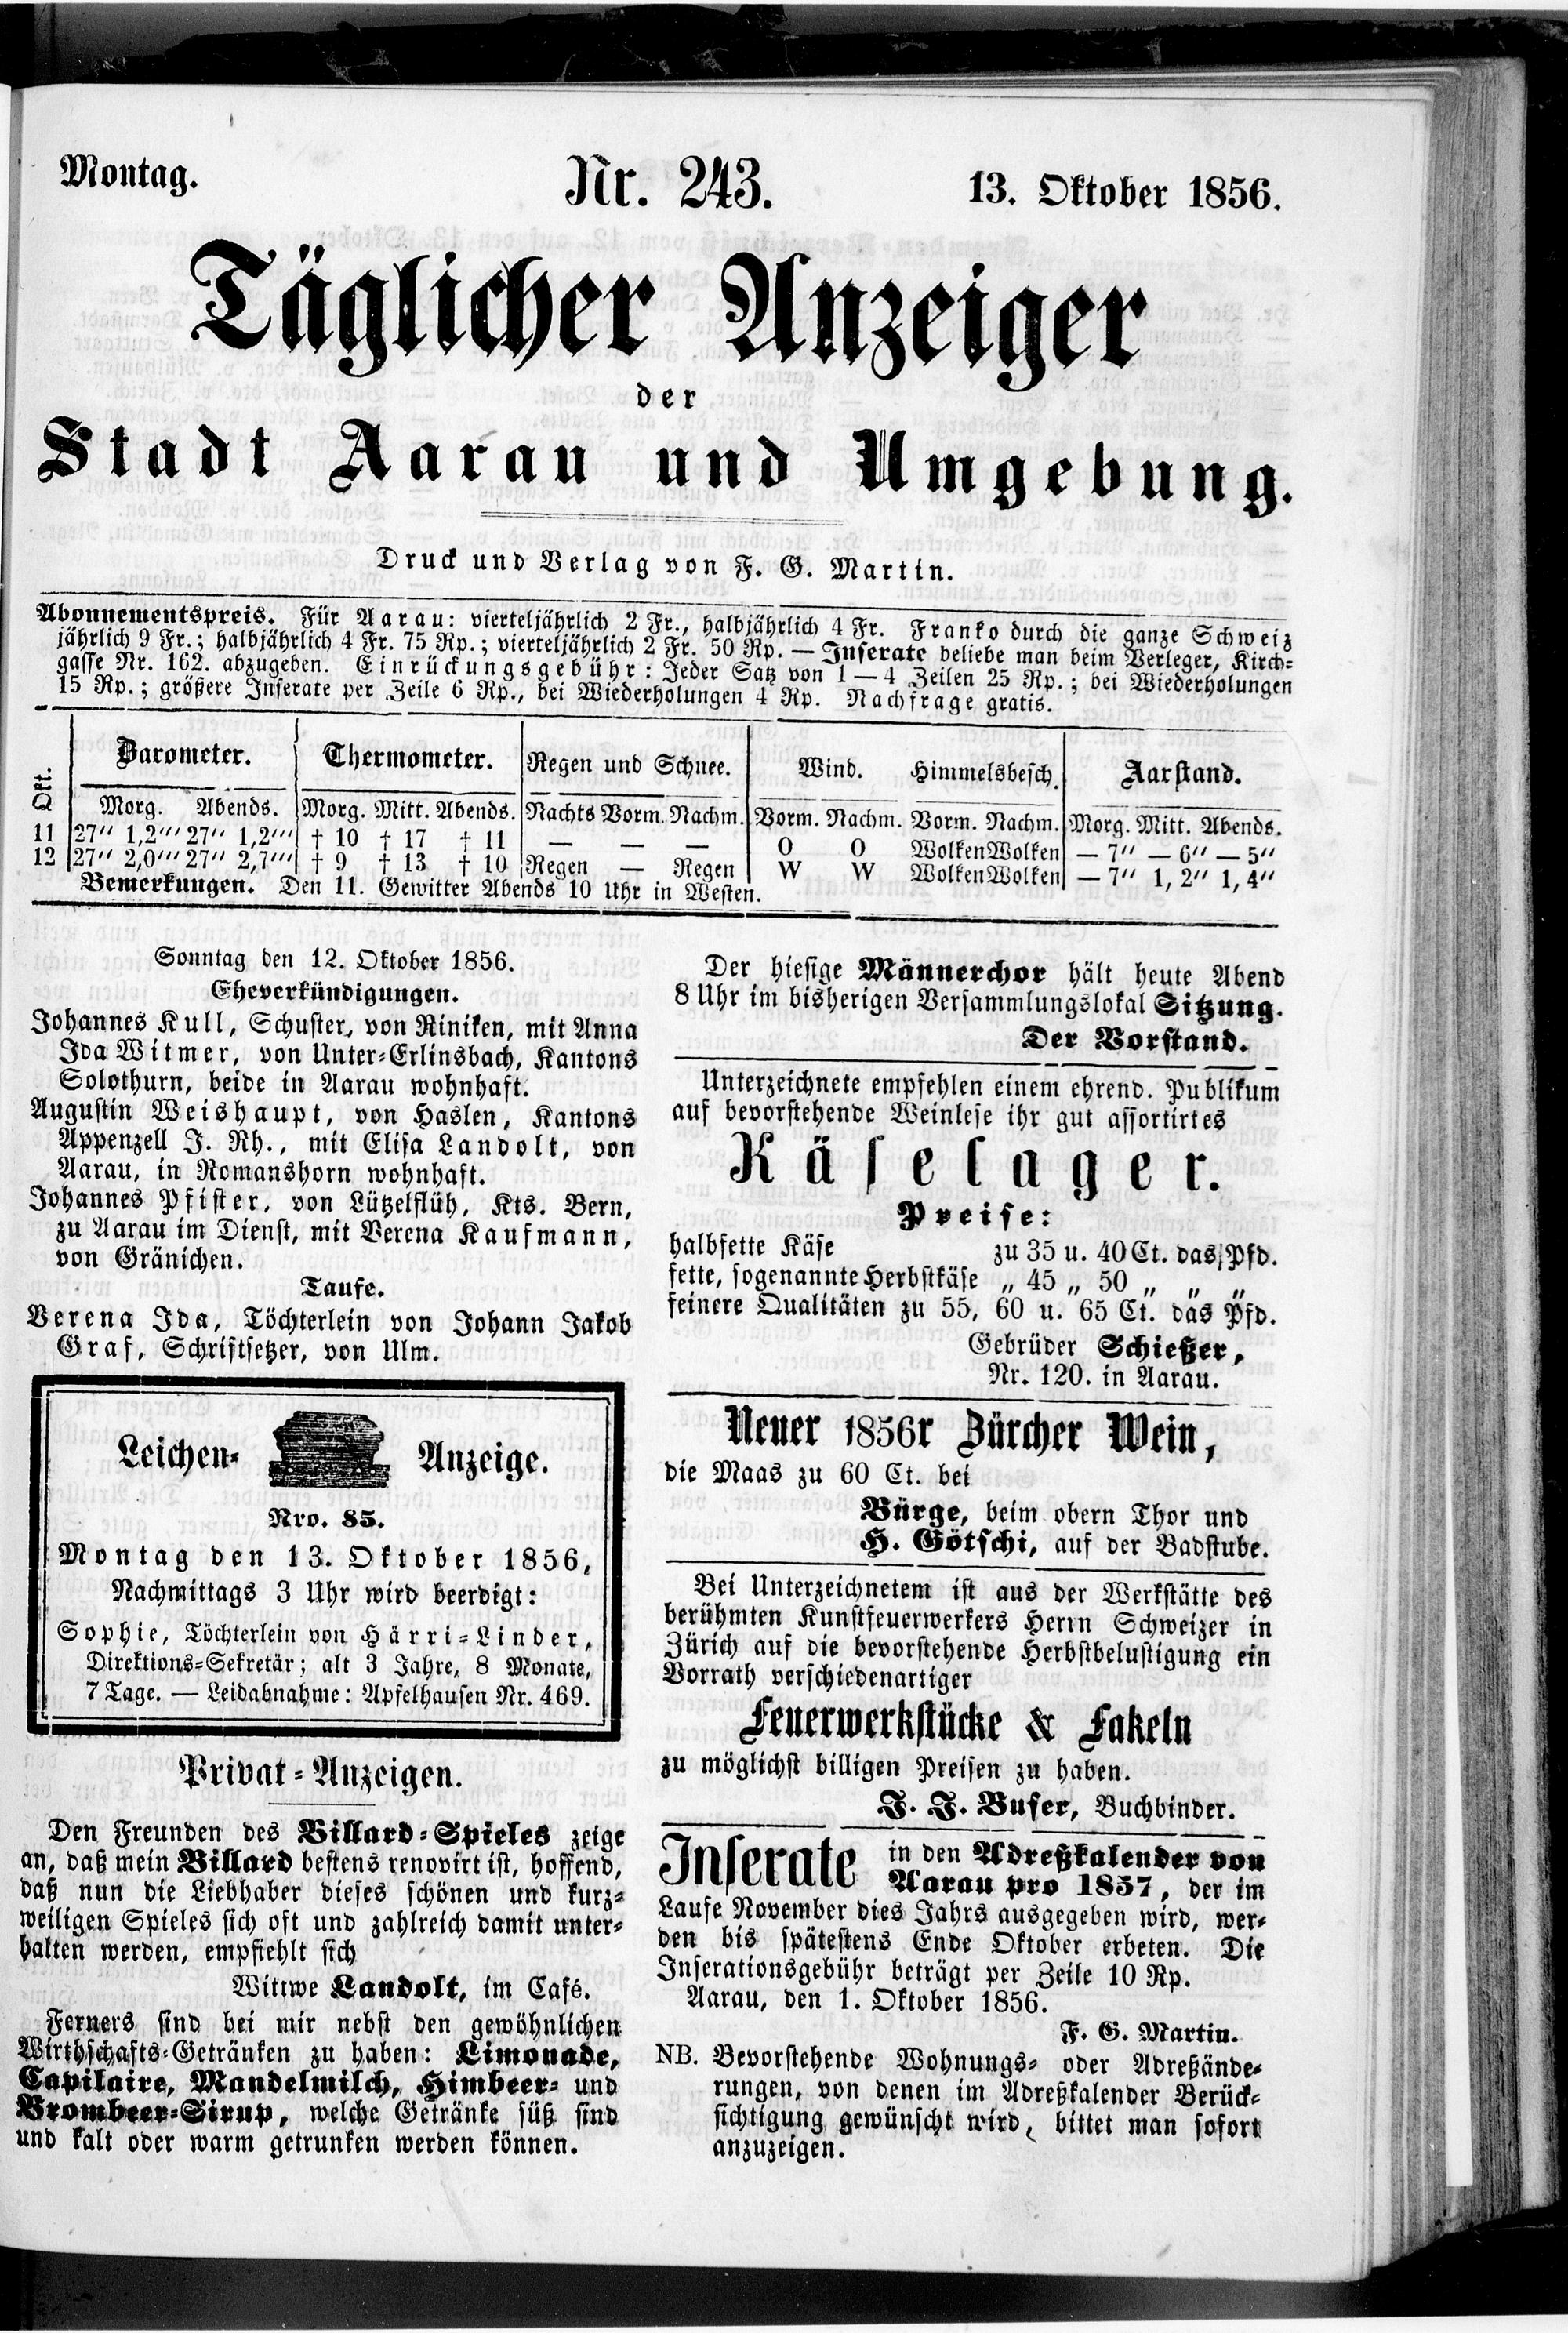 Montag.
Nr. 243.
13. Oktober 1856.
Täglicher Anzeiger
der
Stadt Aarau und Umgebung.
Druck und Verlag von F. G. Martin.
Abonnementspreis. Für Aarau: vierteljährlich 2 Fr., halbjährlich 4 Fr. Franko durch die ganze Schweiz
jährlich 9 Fr.; halbjährlich 4 Fr. 75 Rp.; vierteljährlich 2 Fr. 50 Rp. — Inserate beliebe man beim Verleger, Kirch-
gasse Nr. 162. abzugeben. Einrückungsgebühr: Jeder Satz von 1—4 Zeilen 25 Rp.; bei Wiederholungen
15 Rp.; größere Inserate per Zeile 6 Rp., bei Wiederholungen 4 Rp. Nachfrage gratis.
Okt. Barometer. Thermometer. Regen und Schnee. Wind. Himmelsbesch. Aarstand.
Morg. Abends. Morg. Mitt. Abends. Nachts Vorm. Nachm. Vorm. Nachm. Vorm. Nachm. Morg. Mitt. Abends.
11 27" 1,2"' 27" 1,2"' † 10 † 17 † 11 — — — O O Wolken Wolken — 7" — 6" — 5"
12 27" 2,0"' 27" 2,7"' † 9 † 13 † 10 Regen — Regen W W Wolken Wolken — 7" 1, 2" 1, 4"
Bemerkungen. Den 11. Gewitter Abends 10 Uhr in Westen.
Sonntag den 12. Oktober 1856.
Eheverkündigungen.
Johannes Kull, Schuster, von Riniken, mit Anna
Ida Witmer, von Unter-Erlinsbach, Kantons
Solothurn, beide in Aarau wohnhaft.
Augustin Weishaupt, von Haslen, Kantons
Appenzell J. Rh., mit Elisa Landolt, von
Aarau, in Romanshorn wohnhaft.
Johannes Pfister, von Lützelflüh, Kts. Bern,
zu Aarau im Dienst, mit Verena Kaufmann,
von Gränichen.
Taufe.
Verena Ida, Töchterlein von Johann Jakob
Graf, Schriftsetzer, von Ulm.
Leichen- Anzeige.
Nro. 85.
Montag den 13. Oktober 1856,
Nachmittags 3 Uhr wird beerdigt:
Sophie, Töchterlein von Härri-Linder,
Direktions-Sekretär; alt 3 Jahre, 8 Monate,
7 Tage. — Leidabnahme: Apfelhausen Nr. 469.
Privat-Anzeigen.
Den Freunden des Billard-Spieles zeige
an, daß mein Billard bestens renovirt ist, hoffend,
daß nun die Liebhaber dieses schönen und kurz-
weiligen Spieles sich oft und zahlreich damit unter-
halten werden, empfiehlt sich
Wittwe Landolt, im Café.
Ferners sind bei mir nebst den gewöhnlichen
Wirthschafts-Getränken zu haben: Limonade,
Capilaire, Mandelmilch, Himbeer- und
Brombeer-Sirup, welche Getränke süß sind
und kalt oder warm getrunken werden können.
Der hiesige Männerchor hält heute Abend
8 Uhr im bisherigen Versammlungslokal Sitzung.
Der Vorstand.
Unterzeichnete empfehlen einem ehrend. Publikum
auf bevorstehende Weinlese ihr gut assortirtes
Käselager.
Preise:
halbfette Käse zu 35 u. 40 Ct. das Pfd.
fette, sogenannte Herbstkäse „ 45 „ 50 „ „ „
feinere Qualitäten zu 55, 60 u. 65 Ct. das Pfd.
Gebrüder Schießer,
Nr. 120. in Aarau.
Neuer 1856r Zürcher Wein,
die Maas zu 60 Ct. bei
Bürge, beim obern Thor und
H. Götschi, auf der Badstube.
Bei Unterzeichnetem ist aus der Werkstätte des
berühmten Kunstfeuerwerkers Herrn Schweizer in
Zürich auf die bevorstehende Herbstbelustigung ein
Vorrath verschiedenartiger
Feuerwerkstücke & Fakeln
zu möglichst billigen Preisen zu haben.
J. J. Buser, Buchbinder.
Inserate in den Adreßkalender von
Aarau pro 1857, der im
Laufe November dies Jahrs ausgegeben wird, wer-
den bis spätestens Ende Oktober erbeten. Die
Inserationsgebühr beträgt per Zeile 10 Rp.
Aarau, den 1. Oktober 1856.
F. G. Martin.
NB. Bevorstehende Wohnungs- oder Adreßände-
rungen, von denen im Adreßkalender Berück-
sichtigung gewünscht wird, bittet man sofort
anzuzeigen.